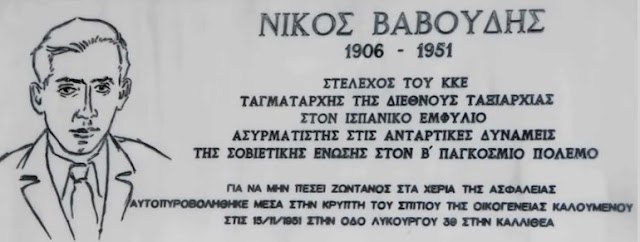 ΝΙΚΟΣ ΒΑΒΟΥΔΗΣ
1906 - 1951
ΣΤΕΛΕΧΟΣ ΤΟΥ ΚΚΕ
ΤΑΓΜΑΤΑΡΧΗΣ ΤΗΣ ΔΙΕΘΝΟΥΣ ΤΑΞΙΑΡΧΙΑΣ
ΣΤΟΝ ΙΣΠΑΝΙΚΟ ΕΜΦΥΛΙΟ
ΑΣΥΡΜΑΤΙΣΤΗΣ ΣΤΙΣ ΑΝΤΑΡΤΙΚΕΣ ΔΥΝΑΜΕΙΣ
ΤΗΣ ΣΟΒΙΕΤΙΚΗΣ ΕΝΩΣΗΣ ΣΤΟΝ Β΄ ΠΑΓΚΟΣΜΙΟ ΠΟΛΕΜΟ
ΓΙΑ ΝΑ ΜΗΝ ΠΕΣΕΙ ΖΩΝΤΑΝΟΣ ΣΤΑ ΧΕΡΙΑ ΤΗΣ ΑΣΦΑΛΕΙΑΣ
ΑΥΤΟΠΥΡΟΒΟΛΗΘΗΚΕ ΜΕΣΑ ΣΤΗΝ ΚΡΥΠΤΗ ΤΟΥ ΣΠΙΤΙΟΥ ΤΗΣ ΟΙΚΟΓΕΝΕΙΑΣ ΚΑΛΟΥΜΕΝΟΥ
ΣΤΙΣ 15/11/1951 ΣΤΗΝ ΟΔΟ ΛΥΚΟΥΡΓΟΥ 39 ΣΤΗΝ ΚΑΛΛΙΘΕΑ